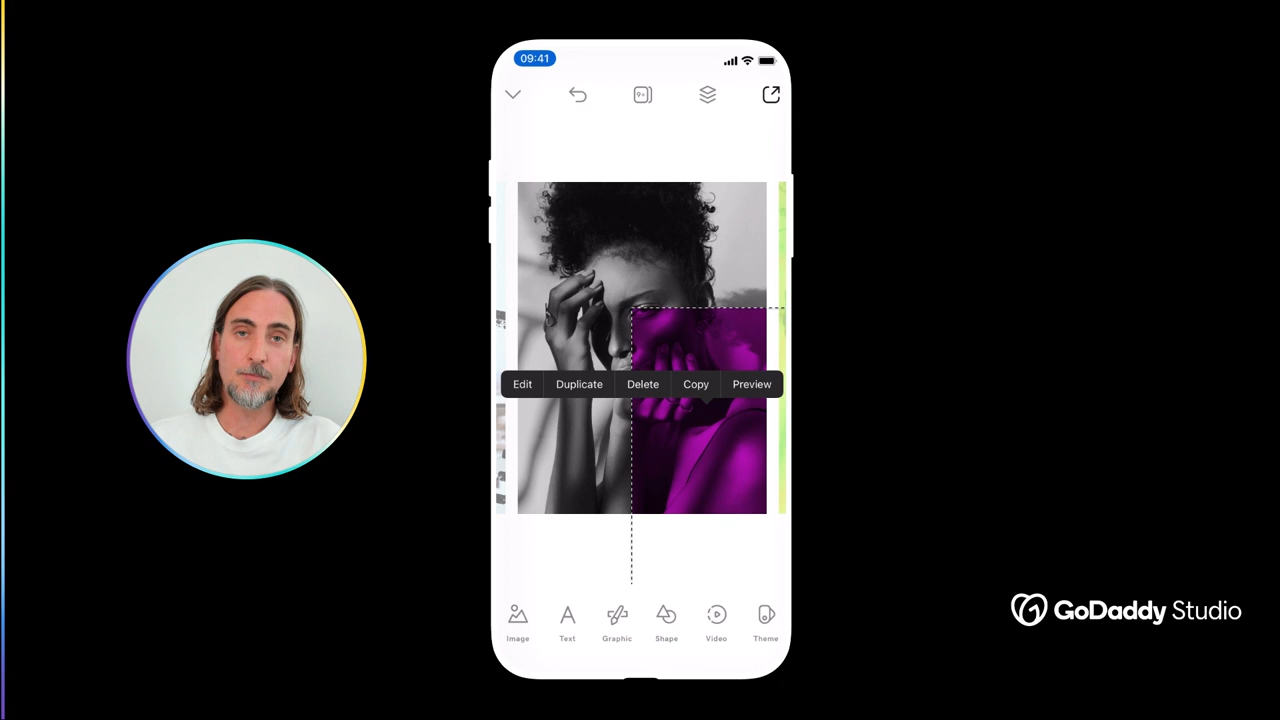 09:41
Edit Duplicate Delete Copy Preview
Image Text Graphic Shape Video Theme
GoDaddy Studio